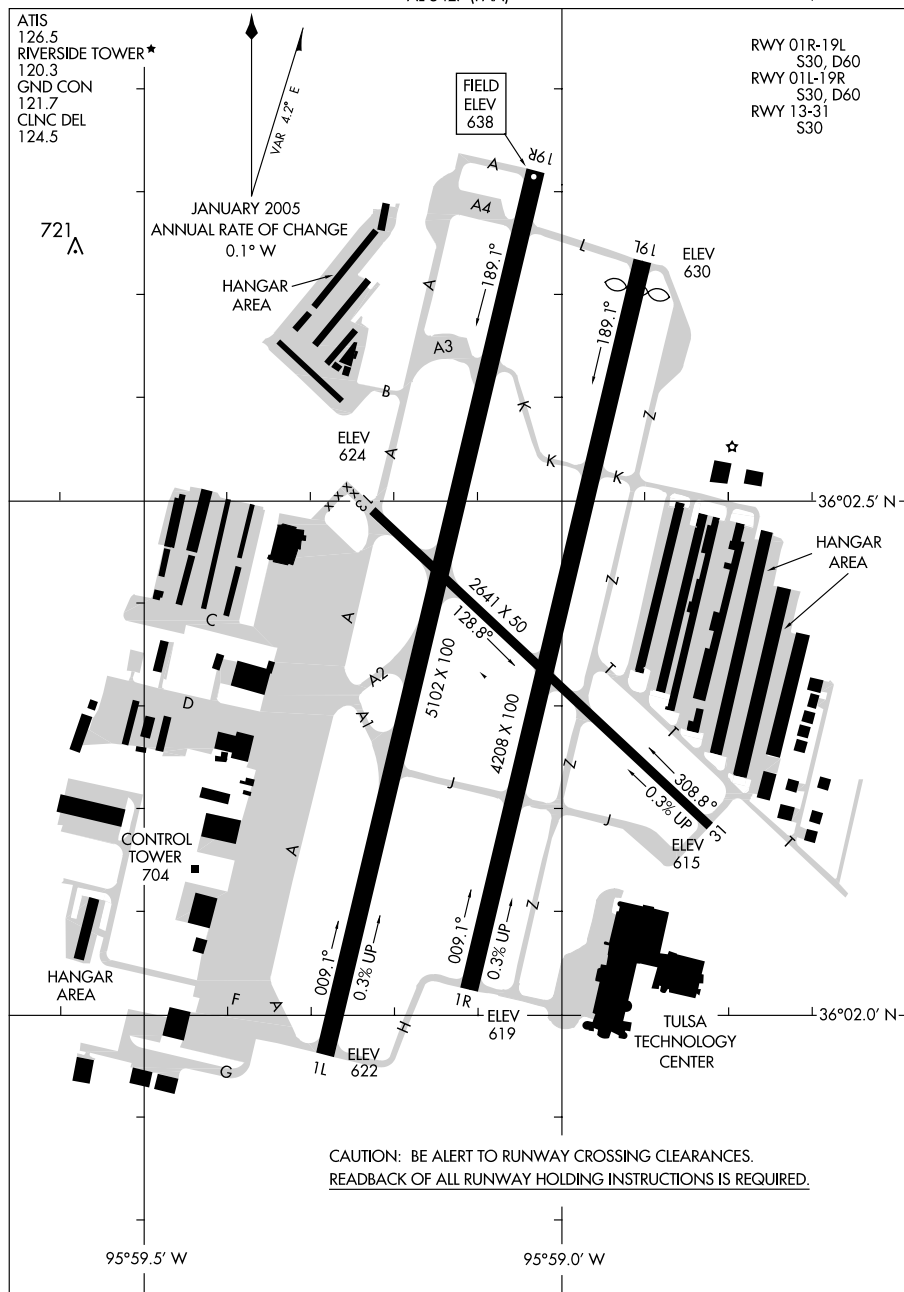 ATIS
126.5
RIVERSIDE TOWER
120.3
GND CON
121.7
CLNC DEL
124.5
VAR 4.2° E
JANUARY 2005
ANNUAL RATE OF CHANGE
0.1° W
FIELD
ELEV
638
RWY 01R-19L
S30, D60
RWY 01L-19R
S30, D60
RWY 13-31
S30
721
HANGAR
AREA
A
19R
A4
L
19L
ELEV
630
189.1°
189.1°
A
A3
B
K
K
K
Z
A
ELEV
624
X X X X
13
36°02.5' N
HANGAR
AREA
2641 X 50
128.8°
Z
A
C
A2
5102 X 100
T
D
A1
4208 X 100
T
Z
J
308.8°
0.3% UP
J
31
T
ELEV
615
A
CONTROL
TOWER
704
Z
009.1°
0.3% UP
009.1°
0.3% UP
HANGAR
AREA
F
A
H
1R
ELEV
619
36°02.0' N
TULSA
TECHNOLOGY
CENTER
1L
ELEV
622
G
CAUTION: BE ALERT TO RUNWAY CROSSING CLEARANCES.
READBACK OF ALL RUNWAY HOLDING INSTRUCTIONS IS REQUIRED.
95°59.5' W
95°59.0' W